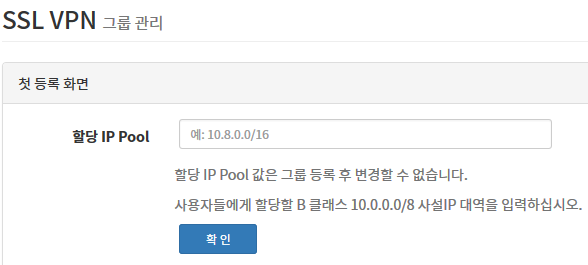 SSL VPN 그룹 관리
첫 등록 화면
할당 IP Pool
예: 10.8.0.0/16
할당 IP Pool 값은 그룹 등록 후 변경할 수 없습니다.
사용자들에게 할당할 B 클래스 10.0.0.0/8 사설IP 대역을 입력하십시오.
확 인